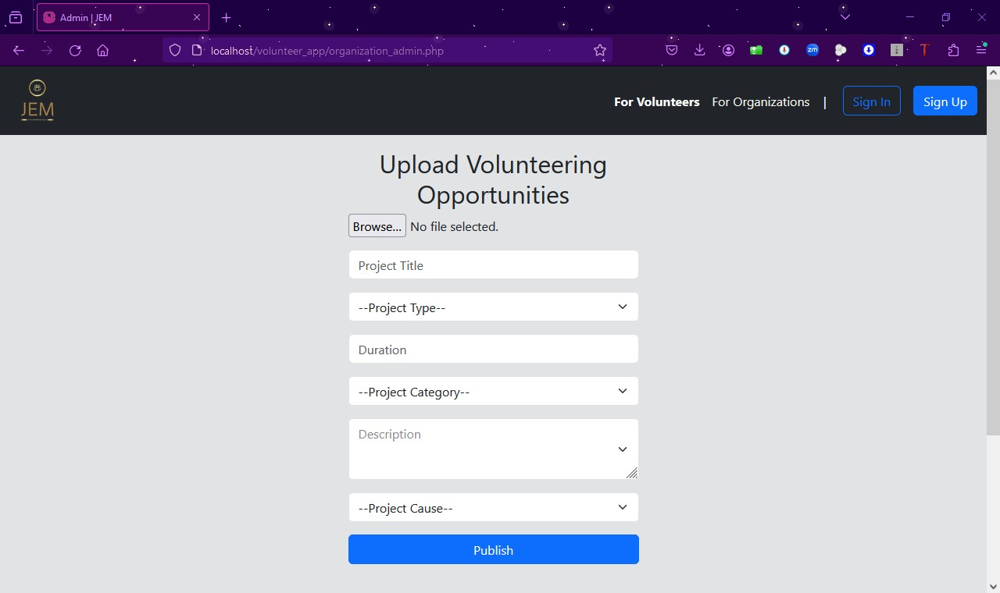 Admin | JEM
localhost/volunteer_app/organization_admin.php
zm
T
JEM
For Volunteers For Organizations | Sign In Sign Up
Upload Volunteering
Opportunities
Browse... No file selected.
Project Title
--Project Type--
Duration
--Project Category--
Description
--Project Cause--
Publish